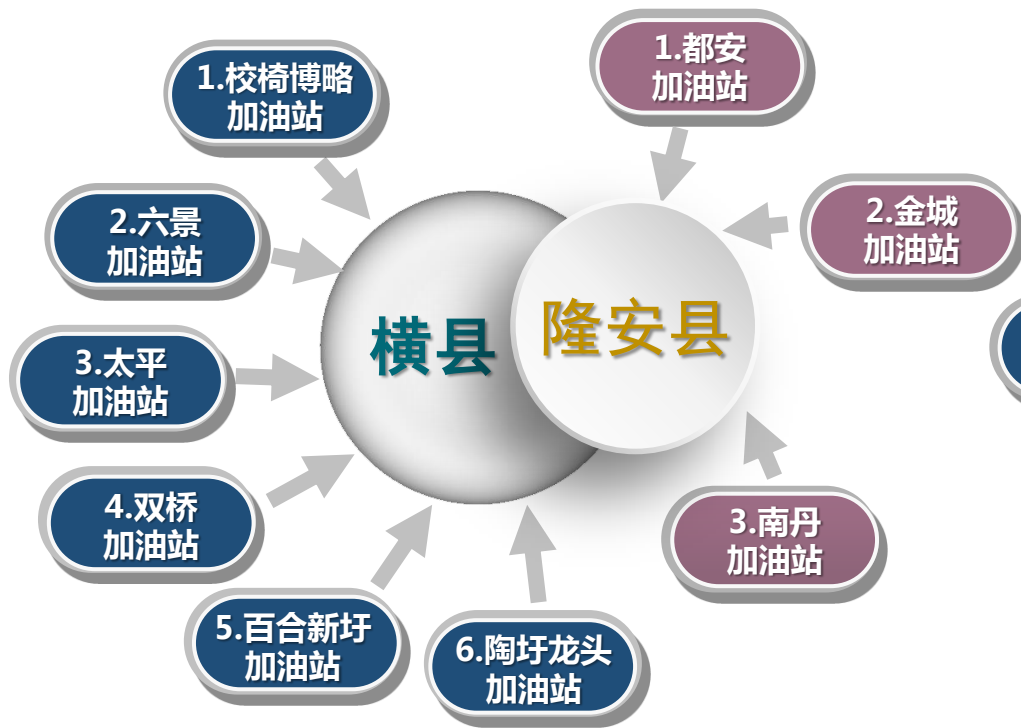 1.校椅博略
加油站
2.六景
加油站
3.太平
加油站
4.双桥
加油站
5.百合新圩
加油站
6.陶圩龙头
加油站
横县
隆安县
1.都安
加油站
2.金城
加油站
3.南丹
加油站